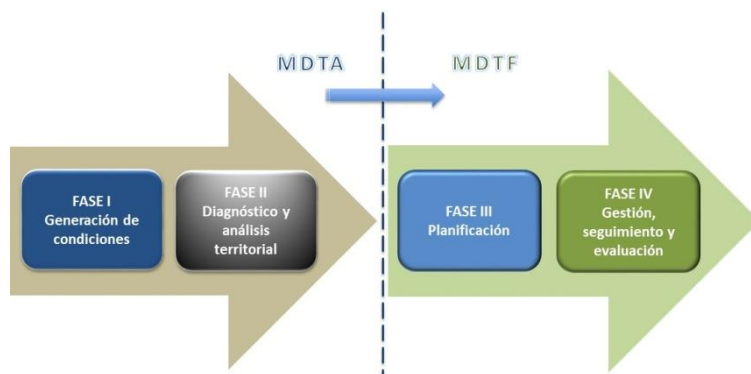 MDTA
MDTF
FASE I
Generación de
condiciones
FASE II
Diagnóstico y
análisis
territorial
FASE III
Planificación
FASE IV
Gestión,
seguimiento y
evaluación